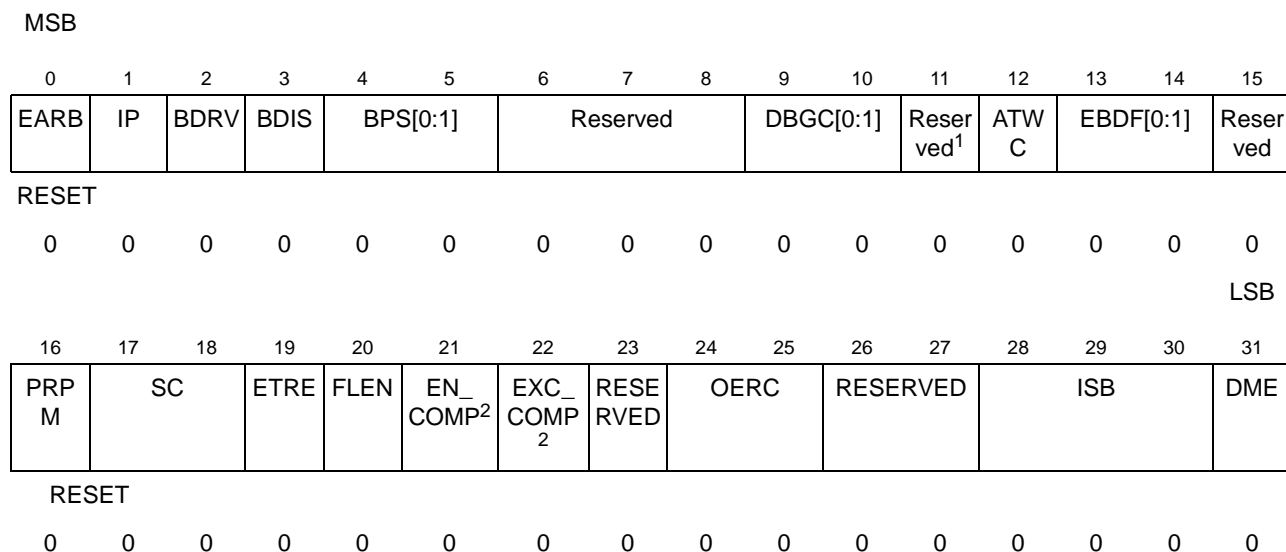 MSB
0 1 2 3 4 5 6 7 8 9 10 11 12 13 14 15
EARB IP BDRV BDIS BPS[0:1] Reserved DBGC[0:1] Reser ATW EBDF[0:1] Reser
ved1 C ved
RESET
0 0 0 0 0 0 0 0 0 0 0 0 0 0 0 0
LSB
16 17 18 19 20 21 22 23 24 25 26 27 28 29 30 31
PRP SC ETRE FLEN EN_ EXC_ RESE OERC RESERVED ISB DME
M COMP2 COMP RVED
2
RESET
0 0 0 0 0 0 0 0 0 0 0 0 0 0 0 0